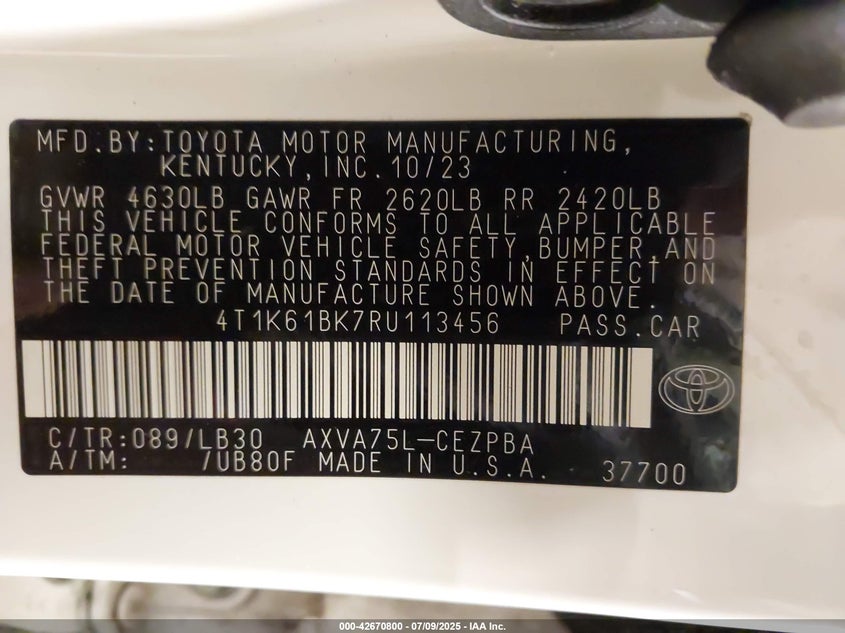 MFD.BY:TOYOTA MOTOR MANUFACTURING,
KENTUCKY,INC.10/23
GVWR 4630LB GAWR FR 2620LB RR 2420LB
THIS VEHICLE CONFORMS TO ALL APPLICABLE
FEDERAL MOTOR VEHICLE SAFETY,BUMPER,AND
THEFT PREVENTION STANDARDS IN EFFECT ON
THE DATE OF MANUFACTURE SHOWN ABOVE.
4T1K61BK7RU113456 PASS.CAR
C/TR:089/LB30 AXVA75L-CEZPBA
A/TM: /UB80F MADE IN U.S.A. 37700
000-42670800 - 07/09/2025 - IAA Inc.